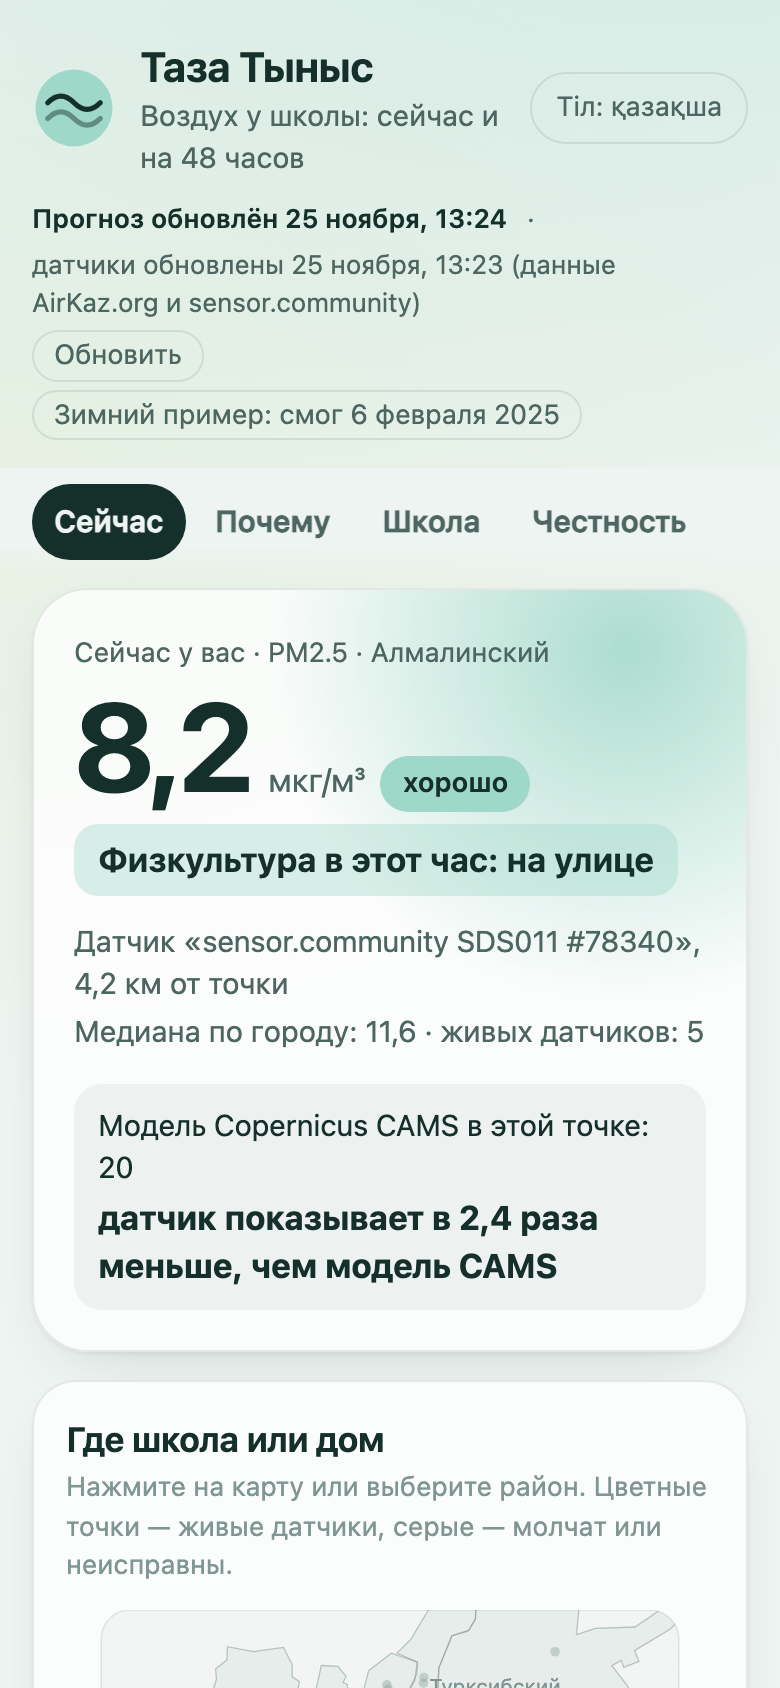 Таза Тыныс
Воздух у школы: сейчас и
на 48 часов
Тіл: қазақша
Прогноз обновлён 25 ноября, 13:24 ·
датчики обновлены 25 ноября, 13:23 (данные
AirKaz.org и sensor.community)
Обновить
Зимний пример: смог 6 февраля 2025
Сейчас Почему Школа Честность
Сейчас у вас · PM2.5 · Алмалинский
8,2 мкг/м³ хорошо
Физкультура в этот час: на улице
Датчик «sensor.community SDS011 #78340»,
4,2 км от точки
Медиана по городу: 11,6 · живых датчиков: 5
Модель Copernicus CAMS в этой точке:
20
датчик показывает в 2,4 раза
меньше, чем модель CAMS
Где школа или дом
Нажмите на карту или выберите район. Цветные
точки — живые датчики, серые — молчат или
неисправны.
Турксибский